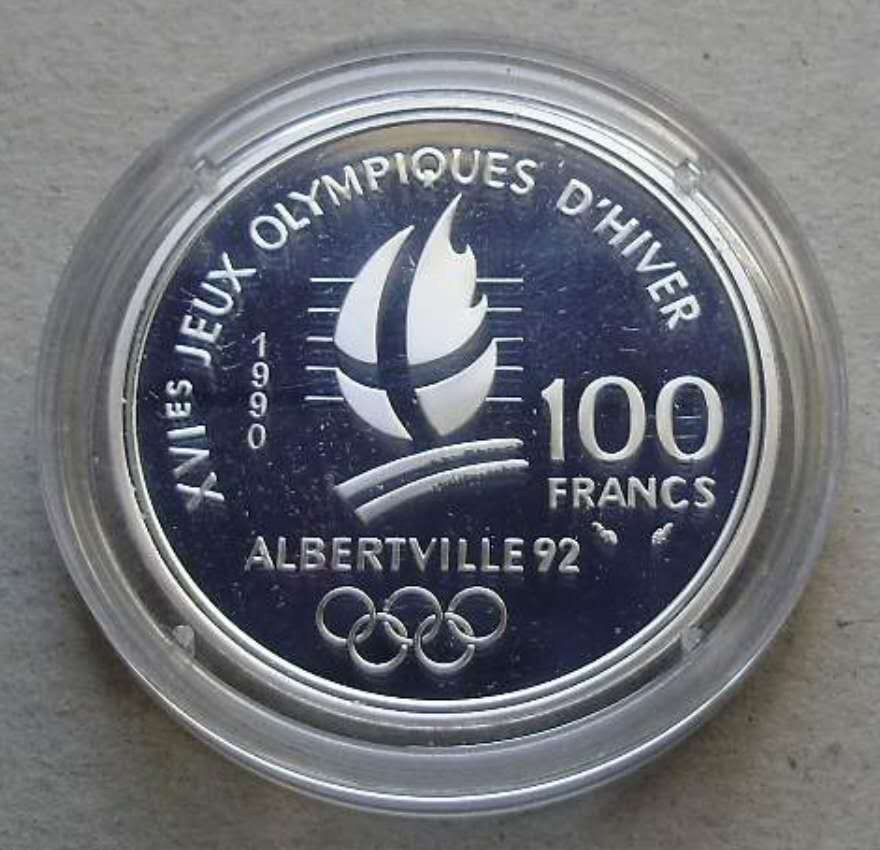 XVIES JEUX OLYMPIQUES D'HIVER
1990
100
FRANCS
ALBERTVILLE 92